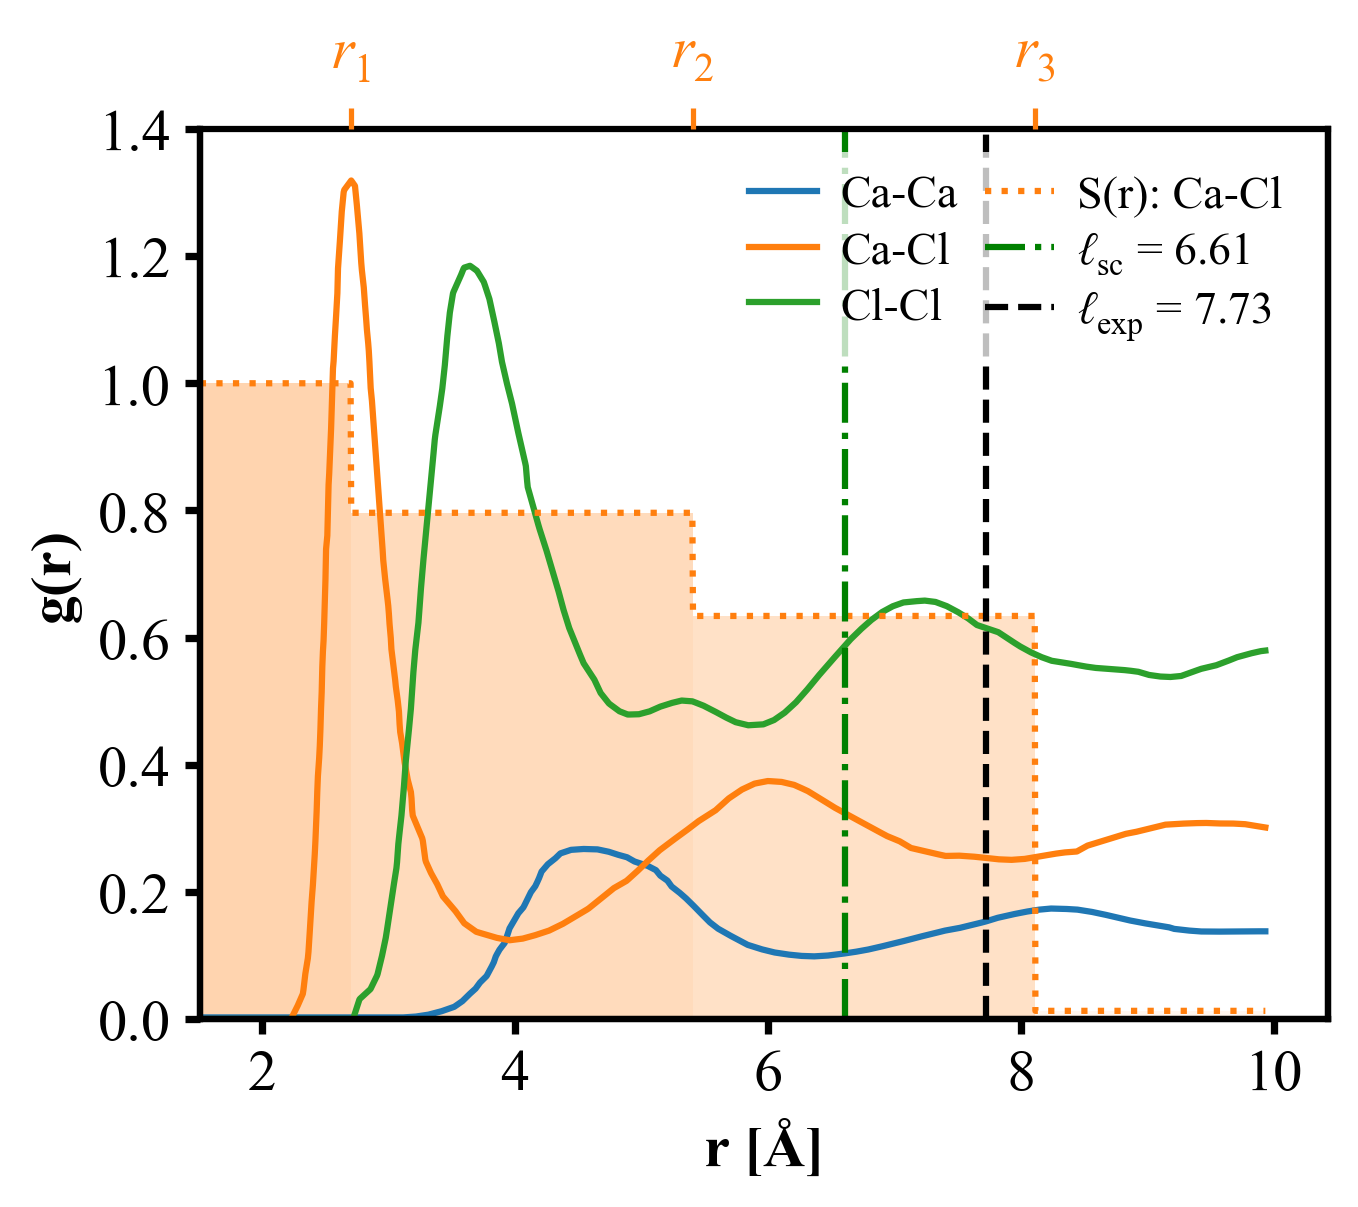 r1 r2 r3
1.4
1.2
1.0
0.8
0.6
0.4
0.2
0.0
g(r)
Ca-Ca
Ca-Cl
Cl-Cl
S(r): Ca-Cl
ℓsc = 6.61
ℓexp = 7.73
2 4 6 8 10
r [Å]